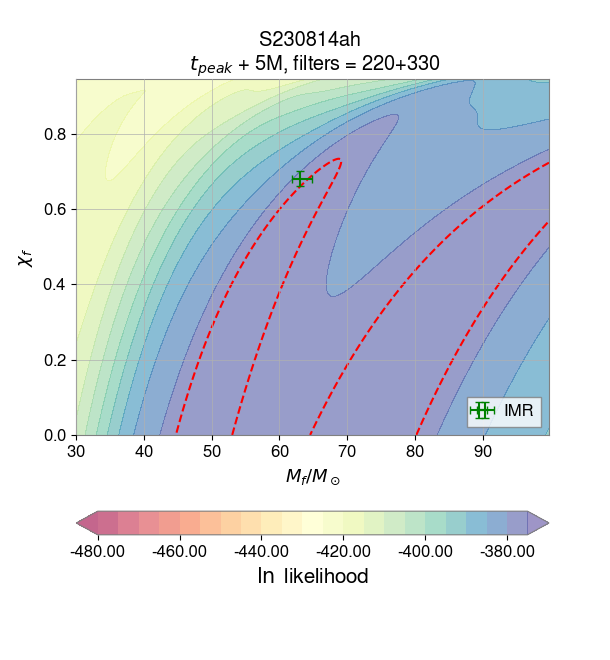 S230814ah
t_peak + 5M, filters = 220+330
χ_f
0.8
0.6
0.4
0.2
0.0
30 40 50 60 70 80 90
M_f/M_⊙
IMR
-480.00 -460.00 -440.00 -420.00 -400.00 -380.00
ln likelihood